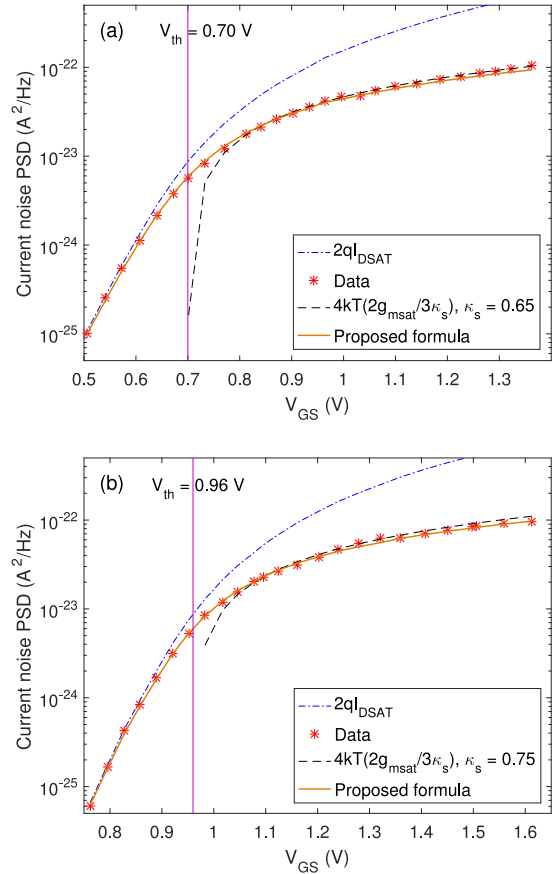 (a)
V_th = 0.70 V
Current noise PSD (A^2/Hz)
10^-22
10^-23
10^-24
10^-25
2qI_DSAT
Data
4kT(2g_msat/3κ_s), κ_s = 0.65
Proposed formula
0.5 0.6 0.7 0.8 0.9 1 1.1 1.2 1.3
V_GS (V)
(b)
V_th = 0.96 V
Current noise PSD (A^2/Hz)
10^-22
10^-23
10^-24
10^-25
2qI_DSAT
Data
4kT(2g_msat/3κ_s), κ_s = 0.75
Proposed formula
0.8 0.9 1 1.1 1.2 1.3 1.4 1.5 1.6
V_GS (V)